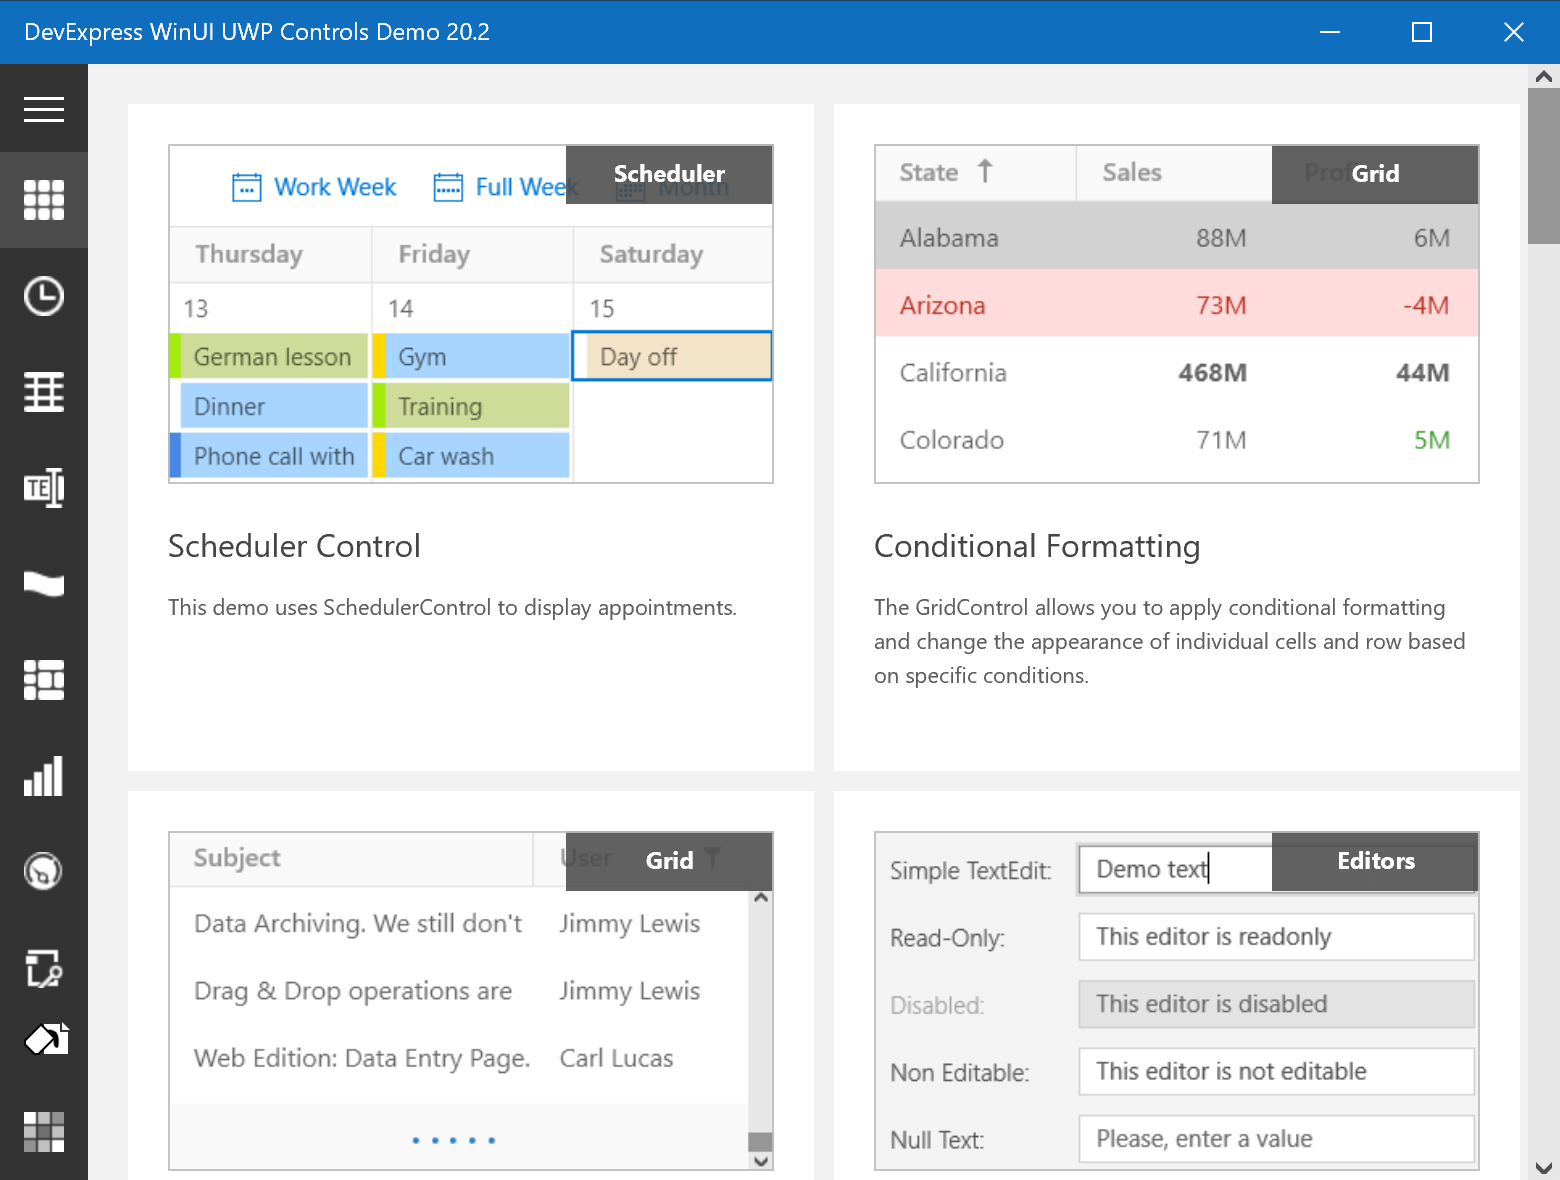 DevExpress WinUI UWP Controls Demo 20.2
Work Week Full Week Month Scheduler
Thursday Friday Saturday
13 14 15
German lesson Gym Day off
Dinner Training
Phone call with Car wash
Scheduler Control
This demo uses SchedulerControl to display appointments.
State Sales Grid
Alabama 88M 6M
Arizona 73M -4M
California 468M 44M
Colorado 71M 5M
Conditional Formatting
The GridControl allows you to apply conditional formatting
and change the appearance of individual cells and row based
on specific conditions.
Subject User Grid
Data Archiving. We still don't Jimmy Lewis
Drag & Drop operations are Jimmy Lewis
Web Edition: Data Entry Page. Carl Lucas
Editors
Simple TextEdit: Demo text
Read-Only: This editor is readonly
Disabled: This editor is disabled
Non Editable: This editor is not editable
Null Text: Please, enter a value
TE